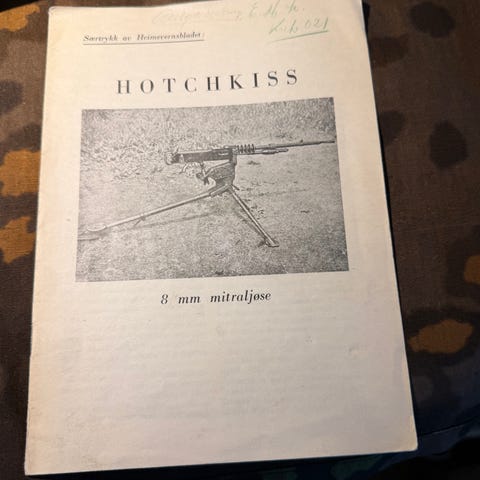 Særtrykk av Heimevernsbladet:
HOTCHKISS
8 mm mitraljøse